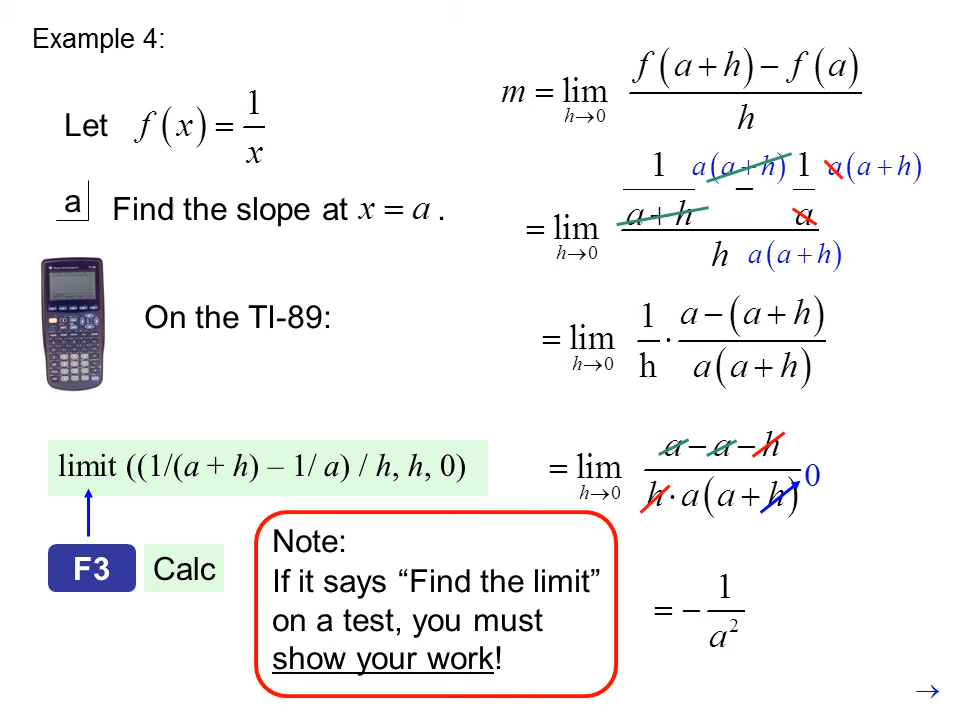 Example 4:
Let f(x) = 1/x
a Find the slope at x = a .
On the TI-89:
limit ((1/(a + h) – 1/ a) / h, h, 0)
F3 Calc
Note:
If it says “Find the limit”
on a test, you must
show your work!
m = lim h→0 (f(a+h) − f(a))/h
= lim h→0 (1/(a+h) a(a+h) − 1/a a(a+h))/(h a(a+h))
= lim h→0 1/h · (a−(a+h))/(a(a+h))
= lim h→0 (a−a−h)/(h·a(a+h)) 0
= − 1/a²
→